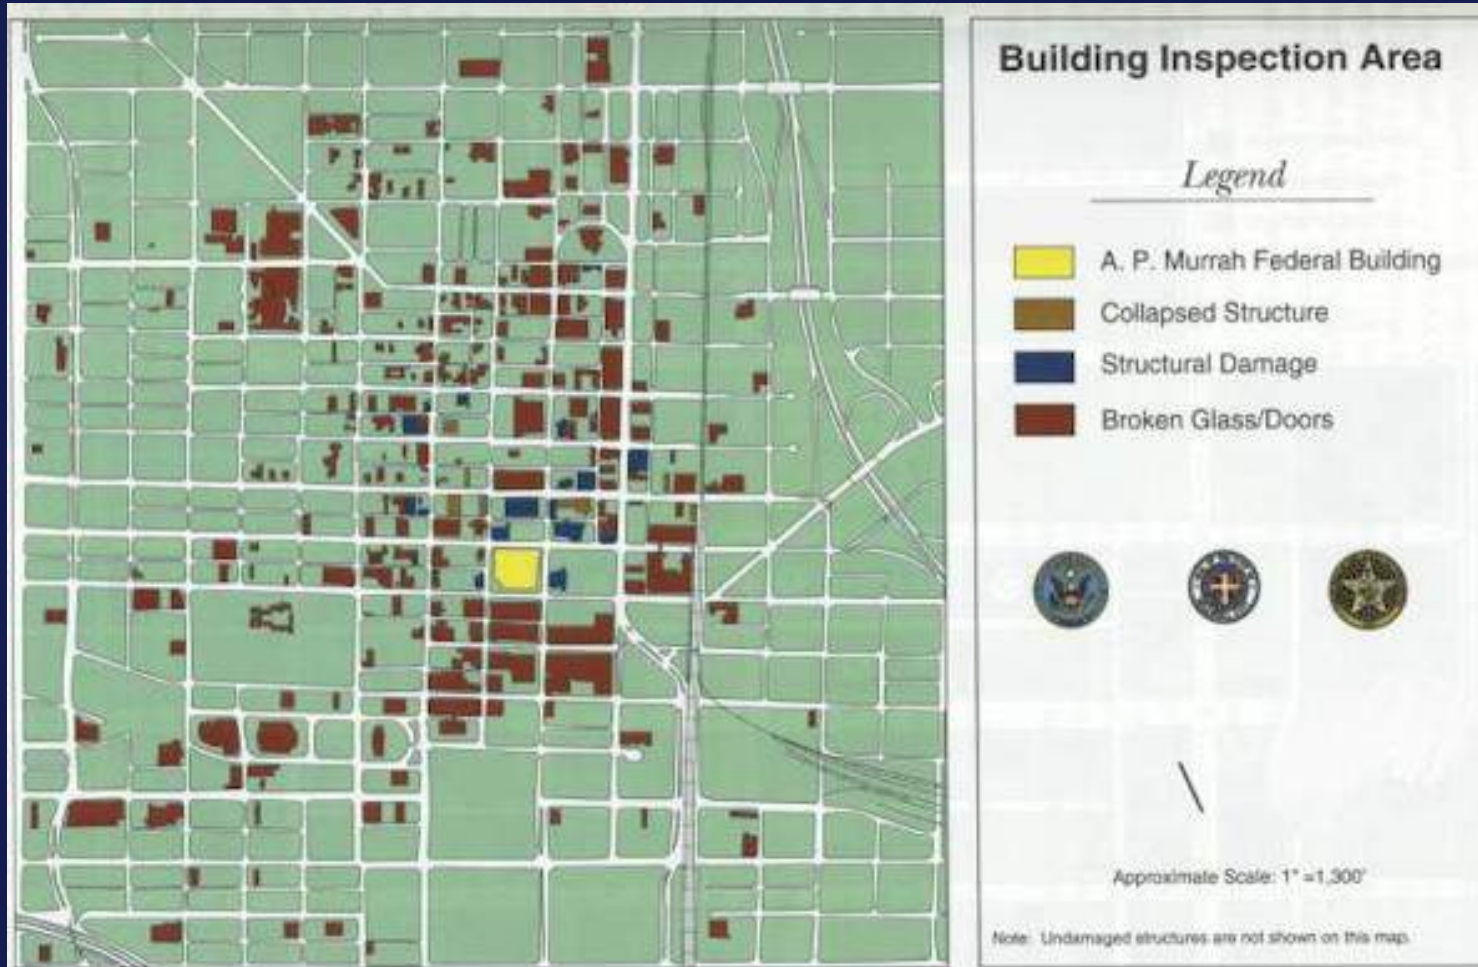 Building Inspection Area
Legend
A. P. Murrah Federal Building
Collapsed Structure
Structural Damage
Broken Glass/Doors
Approximate Scale: 1" =1,300'
Note: Undamaged structures are not shown on this map.